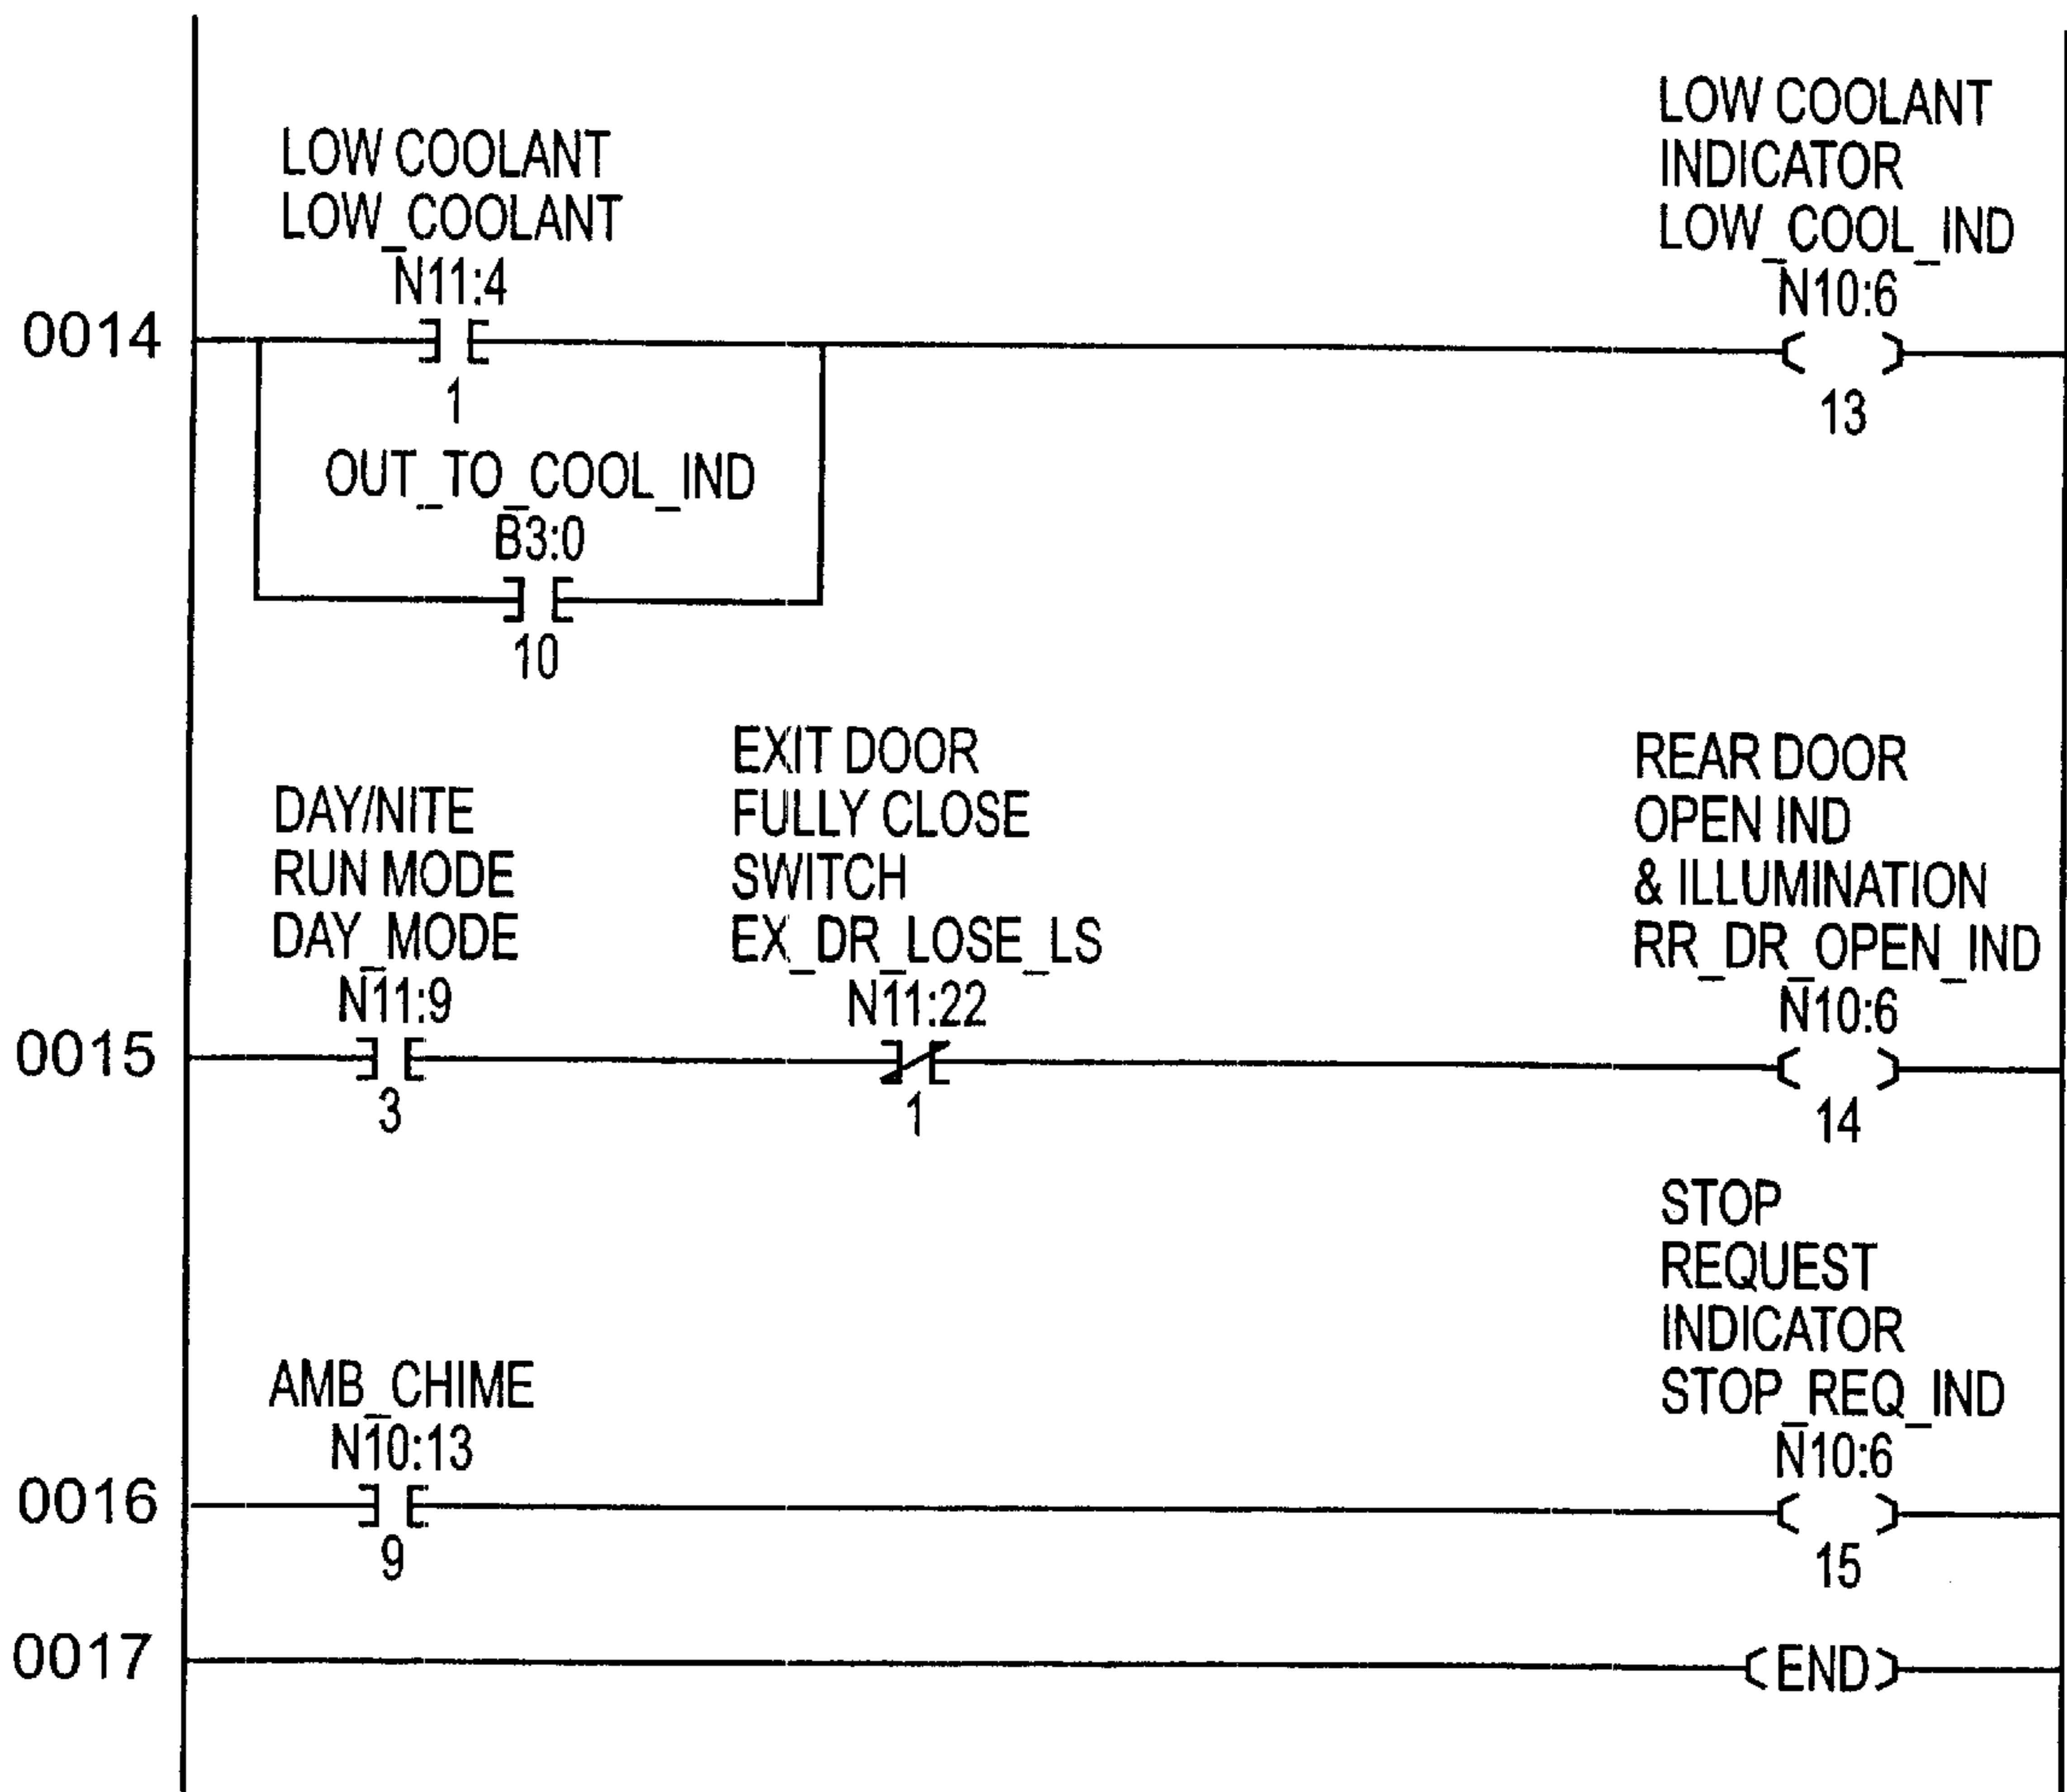 LOW COOLANT
LOW_COOLANT
N11:4
1
LOW COOLANT
INDICATOR
LOW_COOL_IND
N10:6
13
0014
OUT_TO_COOL_IND
B3:0
10
DAY/NITE
RUN MODE
DAY_MODE
N11:9
3
EXIT DOOR
FULLY CLOSE
SWITCH
EX_DR_LOSE_LS
N11:22
1
REAR DOOR
OPEN IND
& ILLUMINATION
RR_DR_OPEN_IND
N10:6
14
0015
AMB_CHIME
N10:13
9
STOP
REQUEST
INDICATOR
STOP_REQ_IND
N10:6
15
0016
0017
END